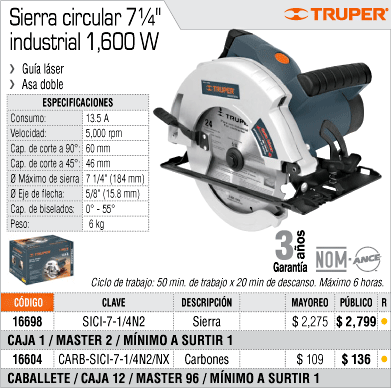 Sierra circular 7¼"
industrial 1,600 W
TRUPER
❯ Guía láser
❯ Asa doble
ESPECIFICACIONES
Consumo: 13.5 A
Velocidad: 5,000 rpm
Cap. de corte a 90°: 60 mm
Cap. de corte a 45°: 46 mm
Ø Máximo de sierra 7 1/4" (184 mm)
Ø Eje de flecha: 5/8" (15.8 mm)
Cap. de biselados: 0° - 55°
Peso: 6 kg
TRUPER
24
TRUPER
3 años
Garantía
NOM-ANCE
Ciclo de trabajo: 50 min. de trabajo x 20 min de descanso. Máximo 6 horas.
CÓDIGO CLAVE DESCRIPCIÓN MAYOREO PÚBLICO R
16698 SICI-7-1/4N2 Sierra $ 2,275 $ 2,799
CAJA 1 / MASTER 2 / MÍNIMO A SURTIR 1
16604 CARB-SICI-7-1/4N2/NX Carbones $ 109 $ 136
CABALLETE / CAJA 12 / MASTER 96 / MÍNIMO A SURTIR 1